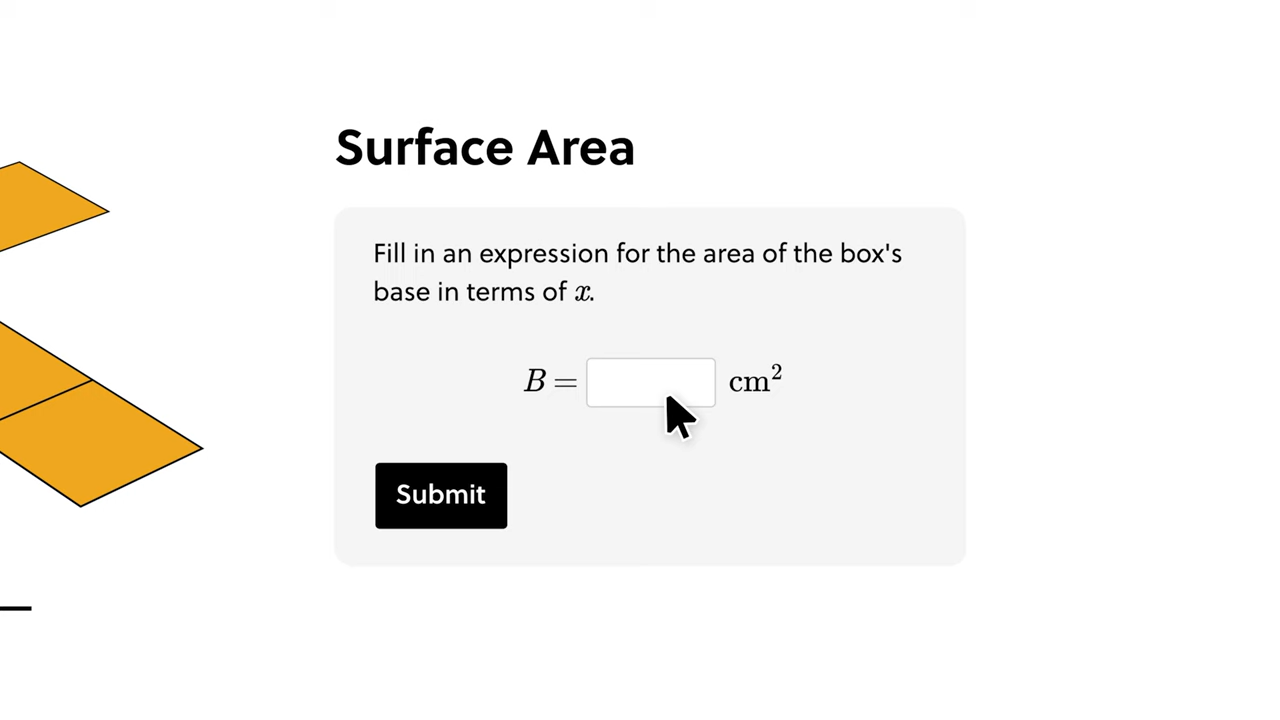 Surface Area
Fill in an expression for the area of the box's
base in terms of x.
B = cm²
Submit